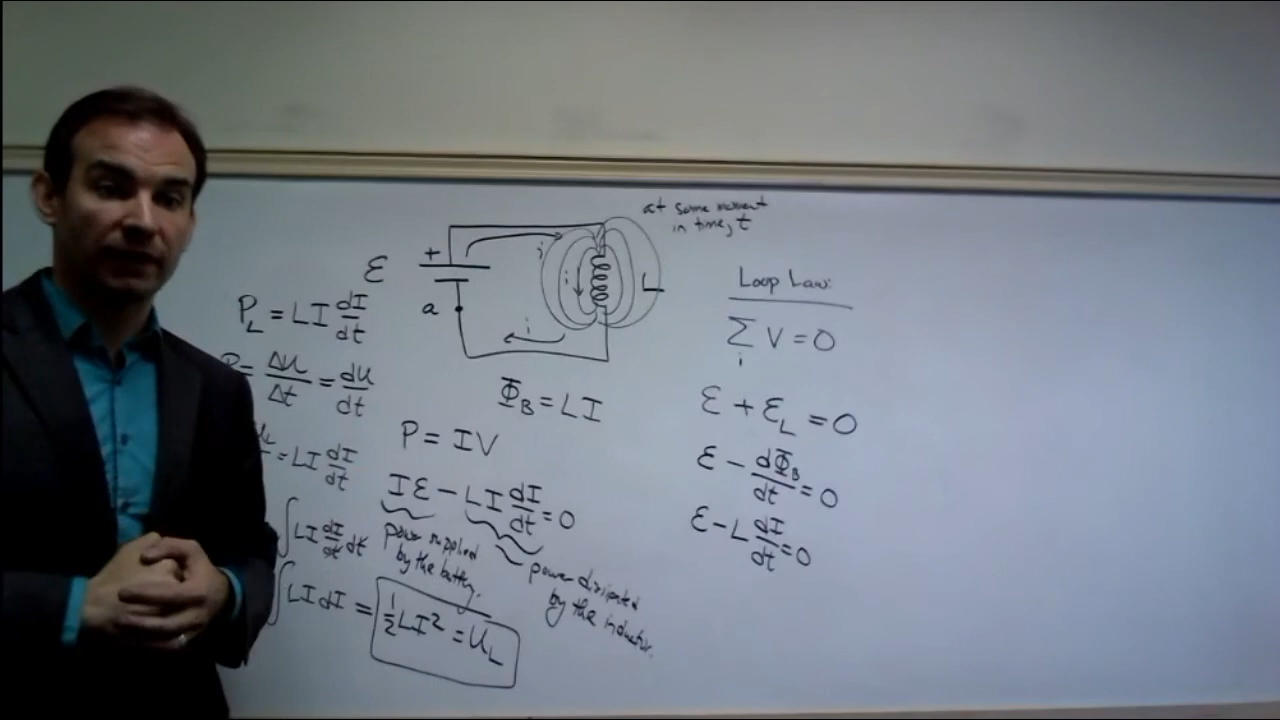 at some moment
in time, t
+
ε
i
i
L
a
i
Loop Law:
∑ V = 0
i
P_L = LI dI/dt
P = ΔU/Δt = dU/dt
Φ_B = LI
ε + ε_L = 0
P = IV
= LI dI/dt
ε - dΦ_B/dt = 0
Iε - LI dI/dt = 0
ε - L dI/dt = 0
∫ LI dI/dt dt
power supplied
by the battery.
power dissipated
by the inductor.
∫ LI dI = ½LI² = U_L